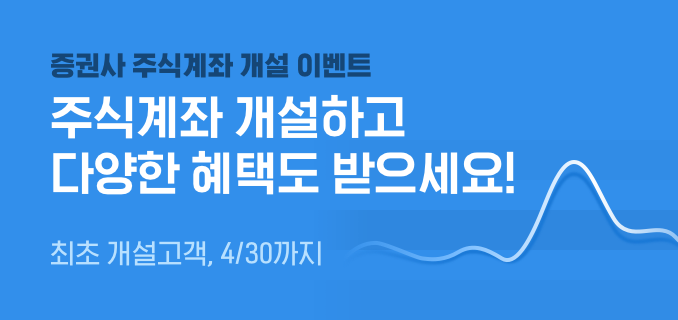 증권사 주식계좌 개설 이벤트
주식계좌 개설하고
다양한 혜택도 받으세요!
최초 개설고객, 4/30까지